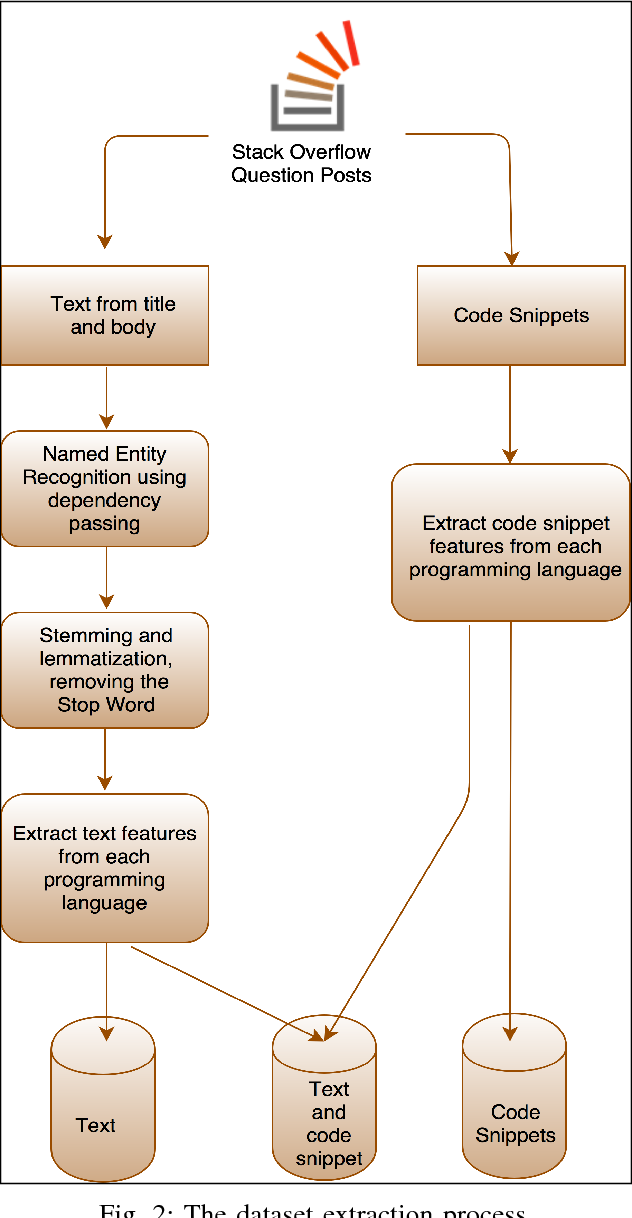 Stack Overflow
Question Posts
Text from title
and body
Code Snippets
Named Entity
Recognition using
dependency
passing
Extract code snippet
features from each
programming language
Stemming and
lemmatization,
removing the
Stop Word
Extract text features
from each
programming
language
Text
Text
and
code
snippet
Code
Snippets
Fig. 2: The dataset extraction process